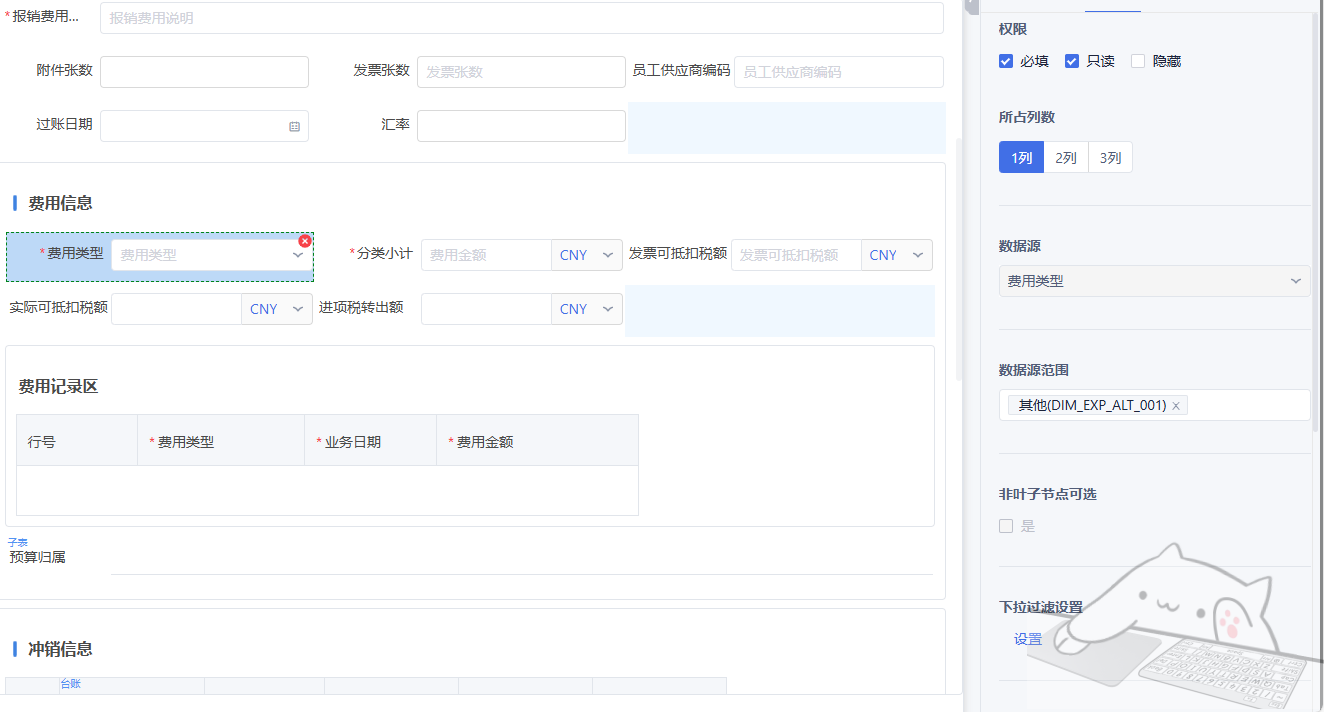 *报销费用... 报销费用说明
附件张数 发票张数 发票张数 员工供应商编码 员工供应商编码
过账日期 汇率
费用信息
*费用类型 费用类型 *分类小计 费用金额 CNY 发票可抵扣税额 发票可抵扣税额 CNY
实际可抵扣税额 CNY 进项税转出额 CNY
费用记录区
行号 *费用类型 *业务日期 *费用金额
子表
预算归属
冲销信息
台账
权限
必填 只读 隐藏
所占列数
1列 2列 3列
数据源
费用类型
数据源范围
其他(DIM_EXP_ALT_001) ×
非叶子节点可选
是
下拉过滤设置
设置